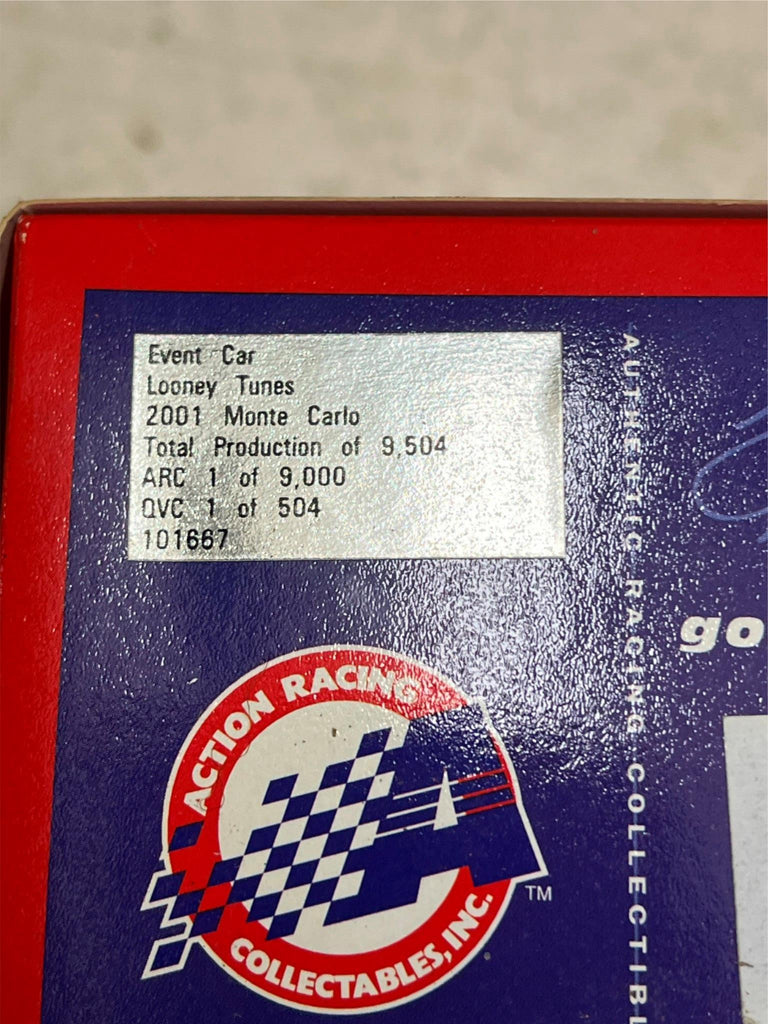 Event Car
Looney Tunes
2001 Monte Carlo
Total Production of 9,504
ARC 1 of 9,000
QVC 1 of 504
101667
ACTION RACING
COLLECTABLES, INC.
TM
AUTHENTIC RACING COLLECTIBL
go